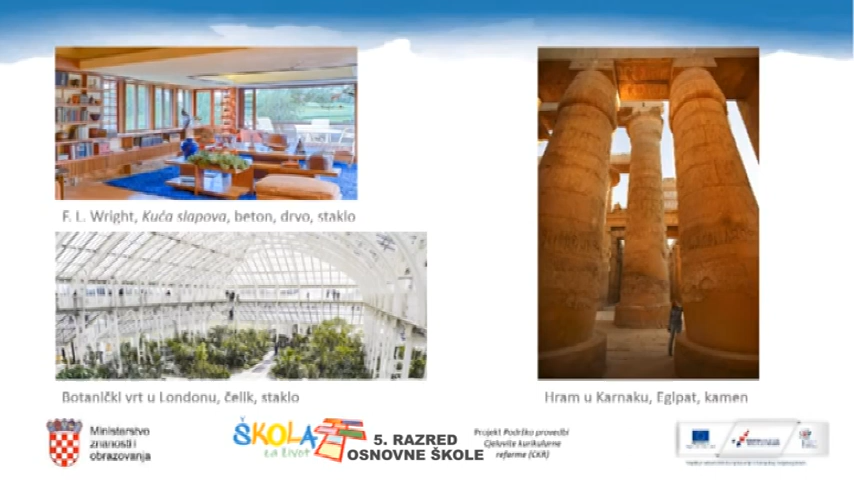 F. L. Wright, Kuća slapova, beton, drvo, staklo
Botanički vrt u Londonu, čelik, staklo
Hram u Karnaku, Egipat, kamen
Ministarstvo
znanosti i
obrazovanja
ŠKOLA
za život
5. RAZRED
OSNOVNE ŠKOLE
Projekt Podrška provedbi
Cjelovite kurikularne
reforme (CKR)